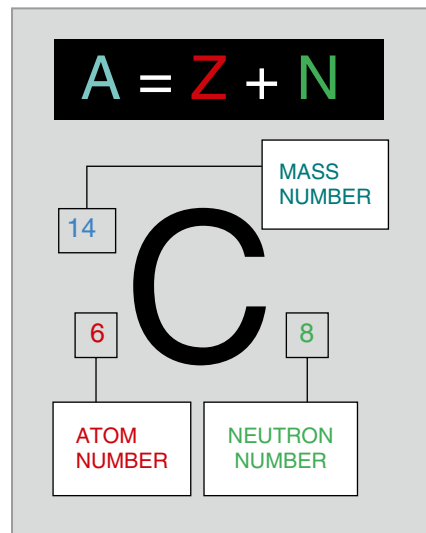 A = Z + N
MASS
NUMBER
14
C
6
8
ATOM
NUMBER
NEUTRON
NUMBER